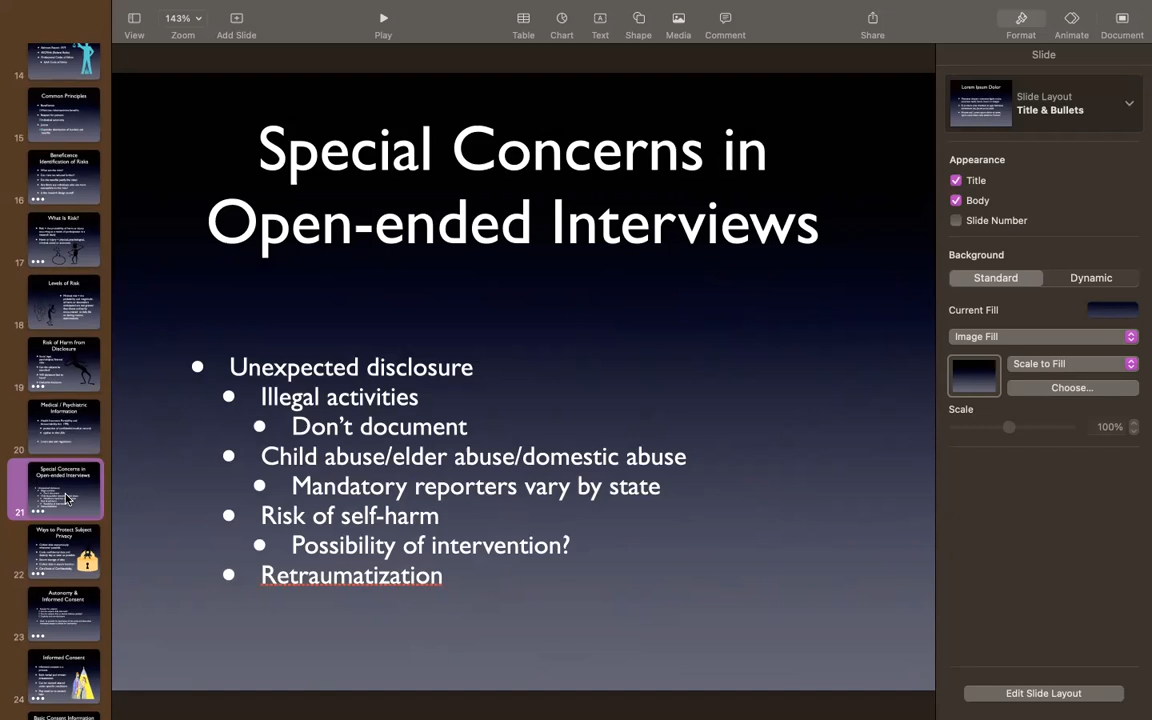 143%
View
Zoom
Add Slide
Play
Table
Chart
Text
Shape
Media
Comment
Share
Format
Animate
Document
14
Common Principles
15
Beneficence
Identification of Risks
16
What Is Risk?
17
Levels of Risk
18
Risk of Harm from
Disclosure
19
Medical / Psychiatric
Information
20
Special Concerns in
Open-ended Interviews
21
Ways to Protect Subject
Privacy
22
Autonomy &
Informed Consent
23
Informed Consent
24
Basic Consent Information
Special Concerns in
Open-ended Interviews
Unexpected disclosure
Illegal activities
Don’t document
Child abuse/elder abuse/domestic abuse
Mandatory reporters vary by state
Risk of self-harm
Possibility of intervention?
Retraumatization
Slide
Lorem Ipsum Dolor
Slide Layout
Title & Bullets
Appearance
Title
Body
Slide Number
Background
Standard
Dynamic
Current Fill
Image Fill
Scale to Fill
Choose...
Scale
100%
Edit Slide Layout